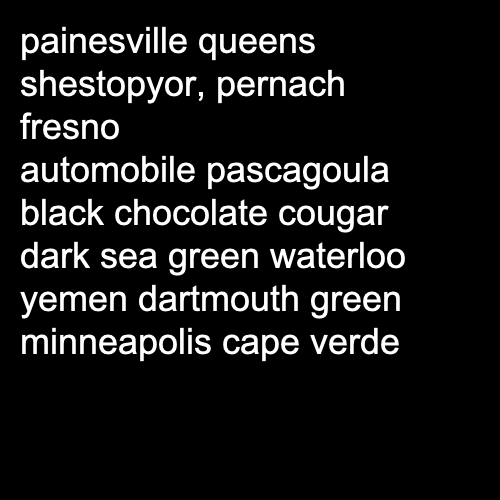 painesville queens
shestopyor, pernach
fresno
automobile pascagoula
black chocolate cougar
dark sea green waterloo
yemen dartmouth green
minneapolis cape verde